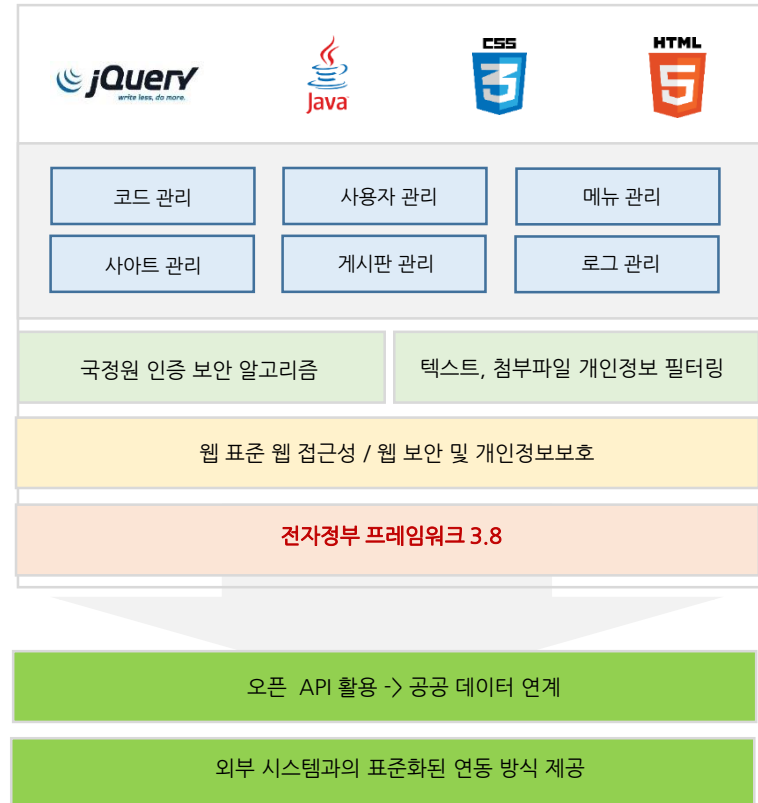 jQuery
write less, do more.
Java
CSS
3
HTML
5
코드 관리
사용자 관리
메뉴 관리
사아트 관리
게시판 관리
로그 관리
국정원 인증 보안 알고리즘
텍스트, 첨부파일 개인정보 필터링
웹 표준 웹 접근성 / 웹 보안 및 개인정보보호
전자정부 프레임워크 3.8
오픈 API 활용 -> 공공 데이터 연계
외부 시스템과의 표준화된 연동 방식 제공